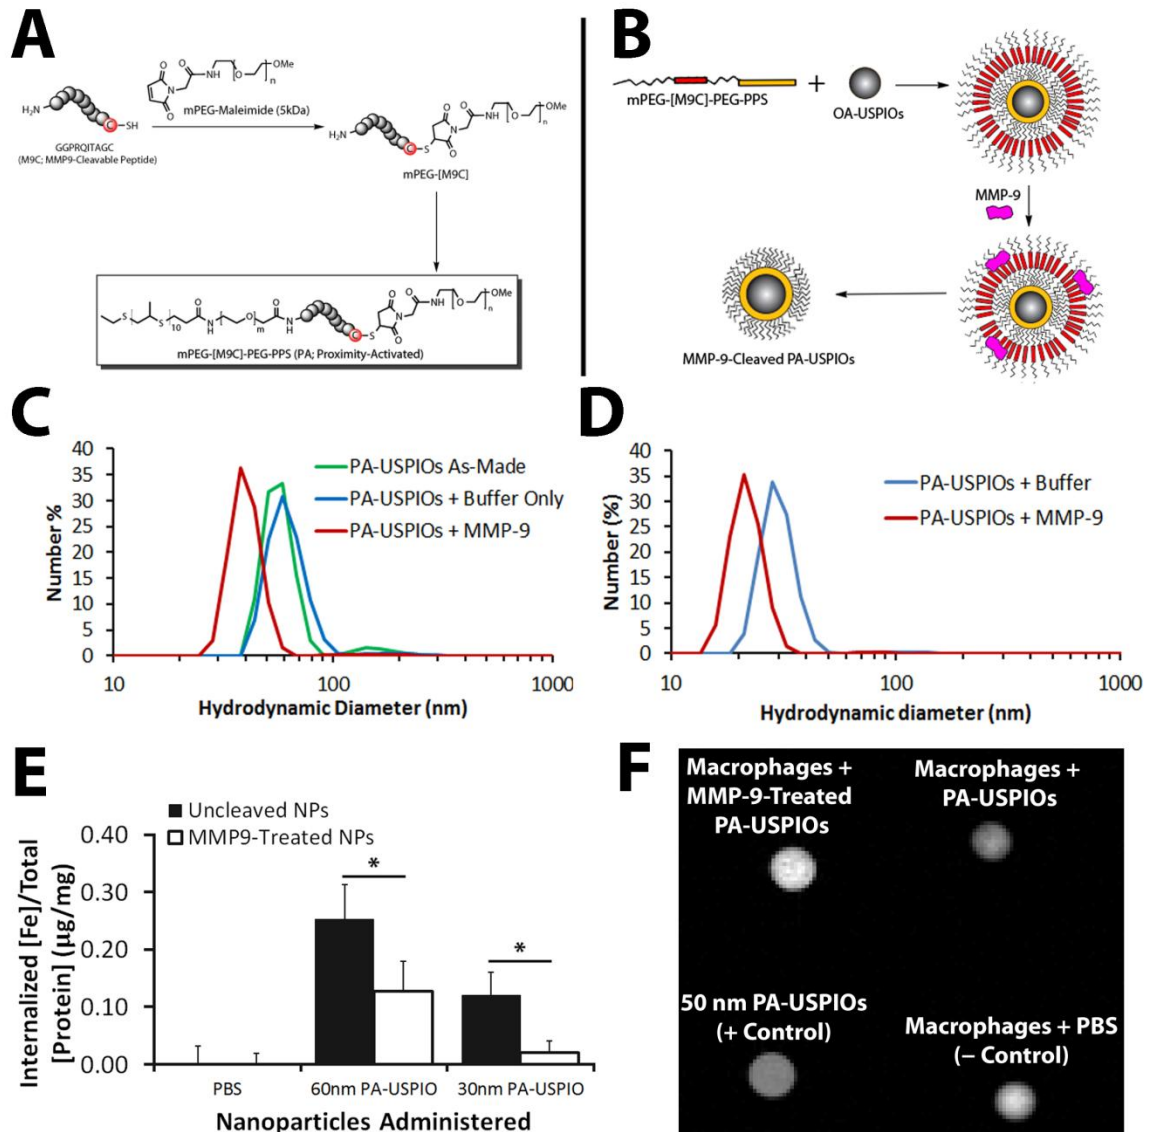 A
OMe
NH
mPEG-Maleimide (5kDa)
H₂N
C
SH
GGPRQITAGC
(M9C; MMP9-Cleavable Peptide)
H₂N
C
S
NH
OMe
mPEG-[M9C]
S
S
10
N
H
O
m
N
H
C
S
NH
OMe
mPEG-[M9C]-PEG-PPS (PA; Proximity-Activated)
B
mPEG-[M9C]-PEG-PPS
+
OA-USPIOs
MMP-9
MMP-9-Cleaved PA-USPIOs
C
Number %
40
35
30
25
20
15
10
5
0
PA-USPIOs As-Made
PA-USPIOs + Buffer Only
PA-USPIOs + MMP-9
10
100
1000
Hydrodynamic Diameter (nm)
D
Number (%)
40
35
30
25
20
15
10
5
0
PA-USPIOs + Buffer
PA-USPIOs + MMP-9
10
100
1000
Hydrodynamic diameter (nm)
E
Internalized [Fe]/Total
[Protein] (μg/mg)
Uncleaved NPs
MMP9-Treated NPs
0.40
0.30
0.20
0.10
0.00
*
*
PBS
60nm PA-USPIO
30nm PA-USPIO
Nanoparticles Administered
F
Macrophages +
MMP-9-Treated
PA-USPIOs
Macrophages +
PA-USPIOs
50 nm PA-USPIOs
(+ Control)
Macrophages + PBS
(− Control)